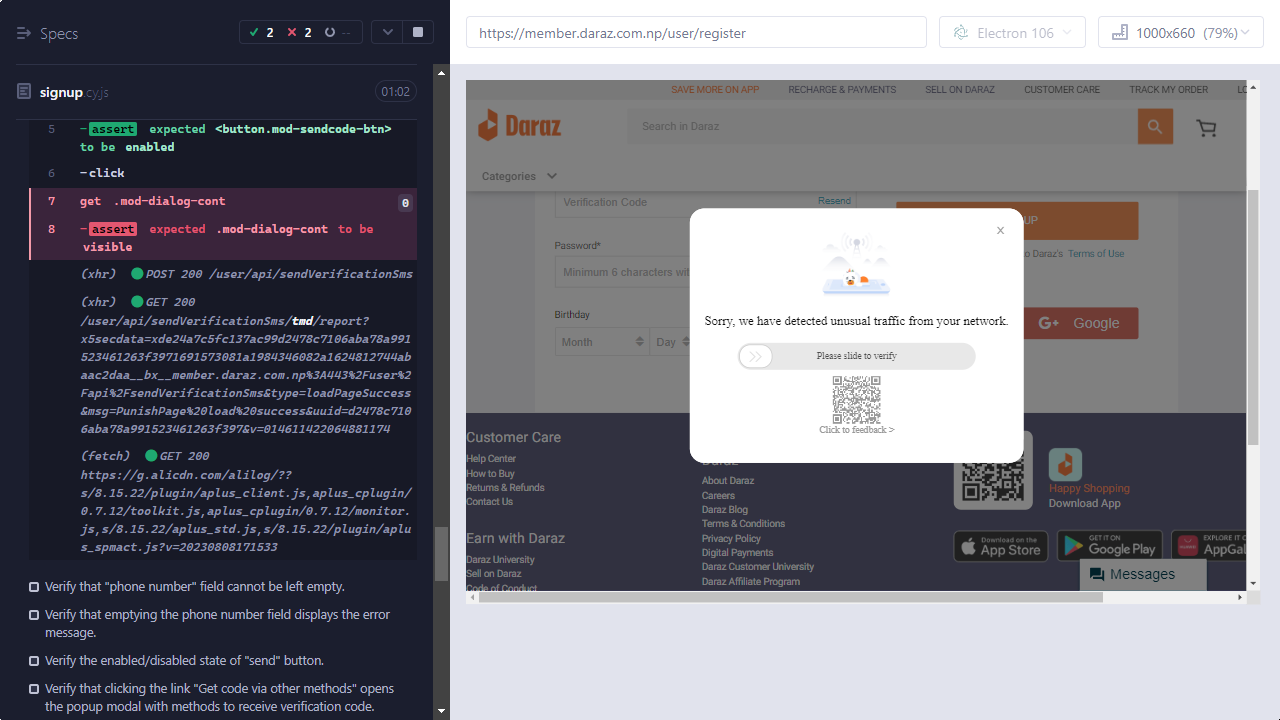 Specs
2
2
--
signup.cy.js
01:02
5 -assert expected <button.mod-sendcode-btn>
to be enabled
6 -click
7 get .mod-dialog-cont 0
8 -assert expected .mod-dialog-cont to be
visible
(xhr) POST 200 /user/api/sendVerificationSms
(xhr) GET 200
/user/api/sendVerificationSms/_____tmd_____/report?
x5secdata=xde24a7c5fc137ac99d2478c7106aba78a991
523461263f3971691573081a1984346082a1624812744ab
aac2daa__bx__member.daraz.com.np%3A443%2Fuser%2
Fapi%2FsendVerificationSms&type=loadPageSuccess
&msg=PunishPage%20load%20success&uuid=d2478c710
6aba78a991523461263f397&v=014611422064881174
(fetch) GET 200
https://g.alicdn.com/alilog/??
s/8.15.22/plugin/aplus_client.js,aplus_cplugin/
0.7.12/toolkit.js,aplus_cplugin/0.7.12/monitor.
js,s/8.15.22/aplus_std.js,s/8.15.22/plugin/aplu
s_spmact.js?v=20230808171533
Verify that "phone number" field cannot be left empty.
Verify that emptying the phone number field displays the error
message.
Verify the enabled/disabled state of "send" button.
Verify that clicking the link "Get code via other methods" opens
the popup modal with methods to receive verification code.
https://member.daraz.com.np/user/register
Electron 106
1000x660 (79%)
SAVE MORE ON APP
RECHARGE & PAYMENTS
SELL ON DARAZ
CUSTOMER CARE
TRACK MY ORDER
LO
Daraz
Search in Daraz
Categories
Verification Code
Resend
UP
Password*
Minimum 6 characters wit
to Daraz's Terms of Use
Birthday
Month
Day
Google
x
Sorry, we have detected unusual traffic from your network.
Please slide to verify
Click to feedback >
Customer Care
Help Center
How to Buy
Returns & Refunds
Contact Us
Earn with Daraz
Daraz University
Sell on Daraz
Code of Conduct
Daraz
About Daraz
Careers
Daraz Blog
Terms & Conditions
Privacy Policy
Digital Payments
Daraz Customer University
Daraz Affiliate Program
Happy Shopping
Download App
Download on the
App Store
GET IT ON
Google Play
EXPLORE IT
AppGal
Messages